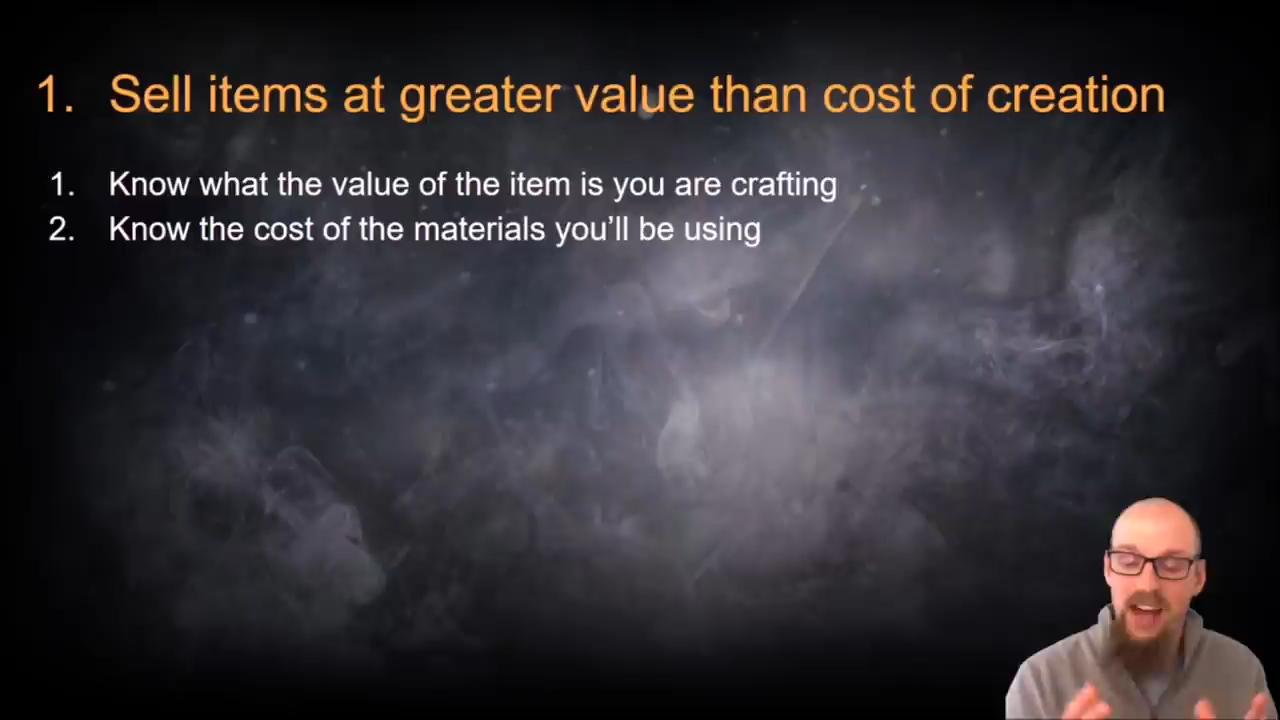 1. Sell items at greater value than cost of creation
1. Know what the value of the item is you are crafting
2. Know the cost of the materials you’ll be using